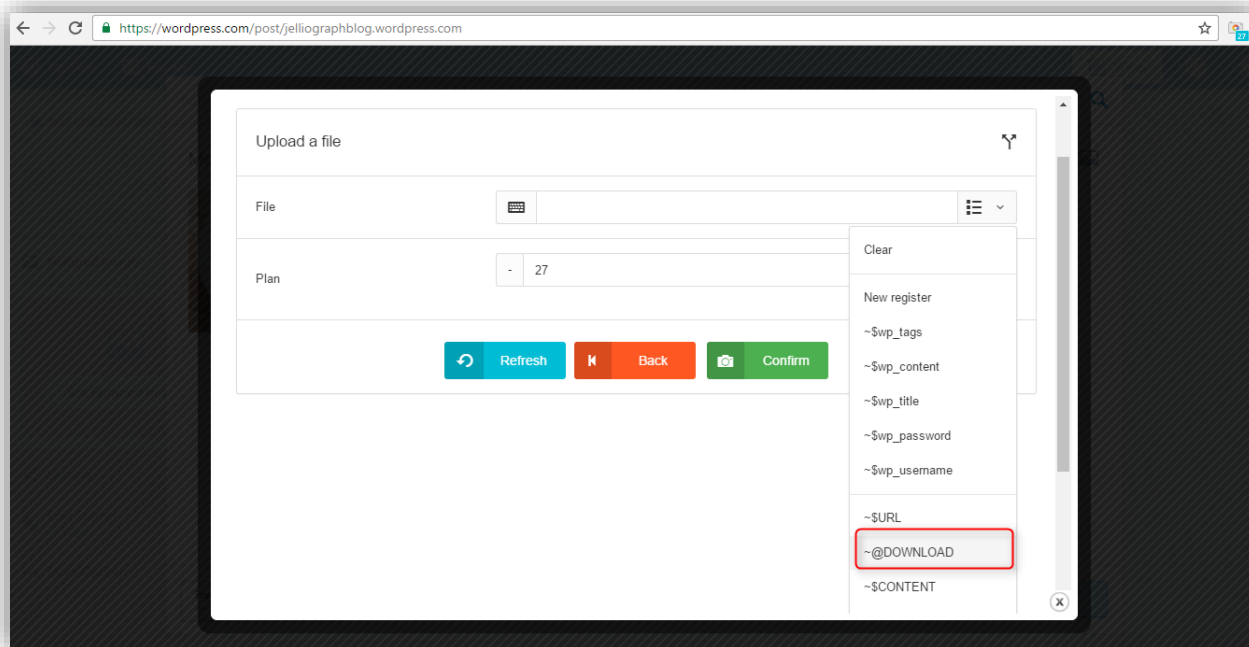 https://wordpress.com/post/jelliographblog.wordpress.com
27
Upload a file
File
Clear
Plan
- 27
New register
~$wp_tags
Refresh
Back
Confirm
~$wp_content
~$wp_title
~$wp_password
~$wp_username
~$URL
~@DOWNLOAD
~$CONTENT
x